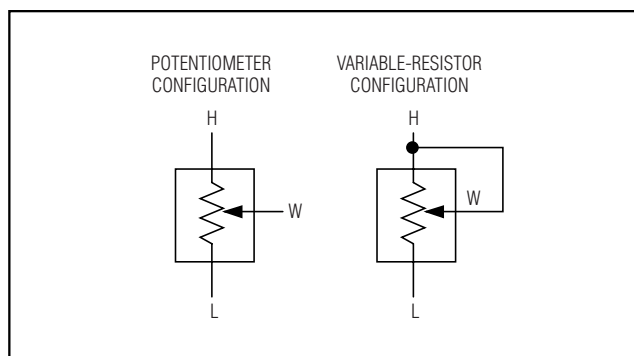 POTENTIOMETER
CONFIGURATION
H
W
L
VARIABLE-RESISTOR
CONFIGURATION
H
W
L